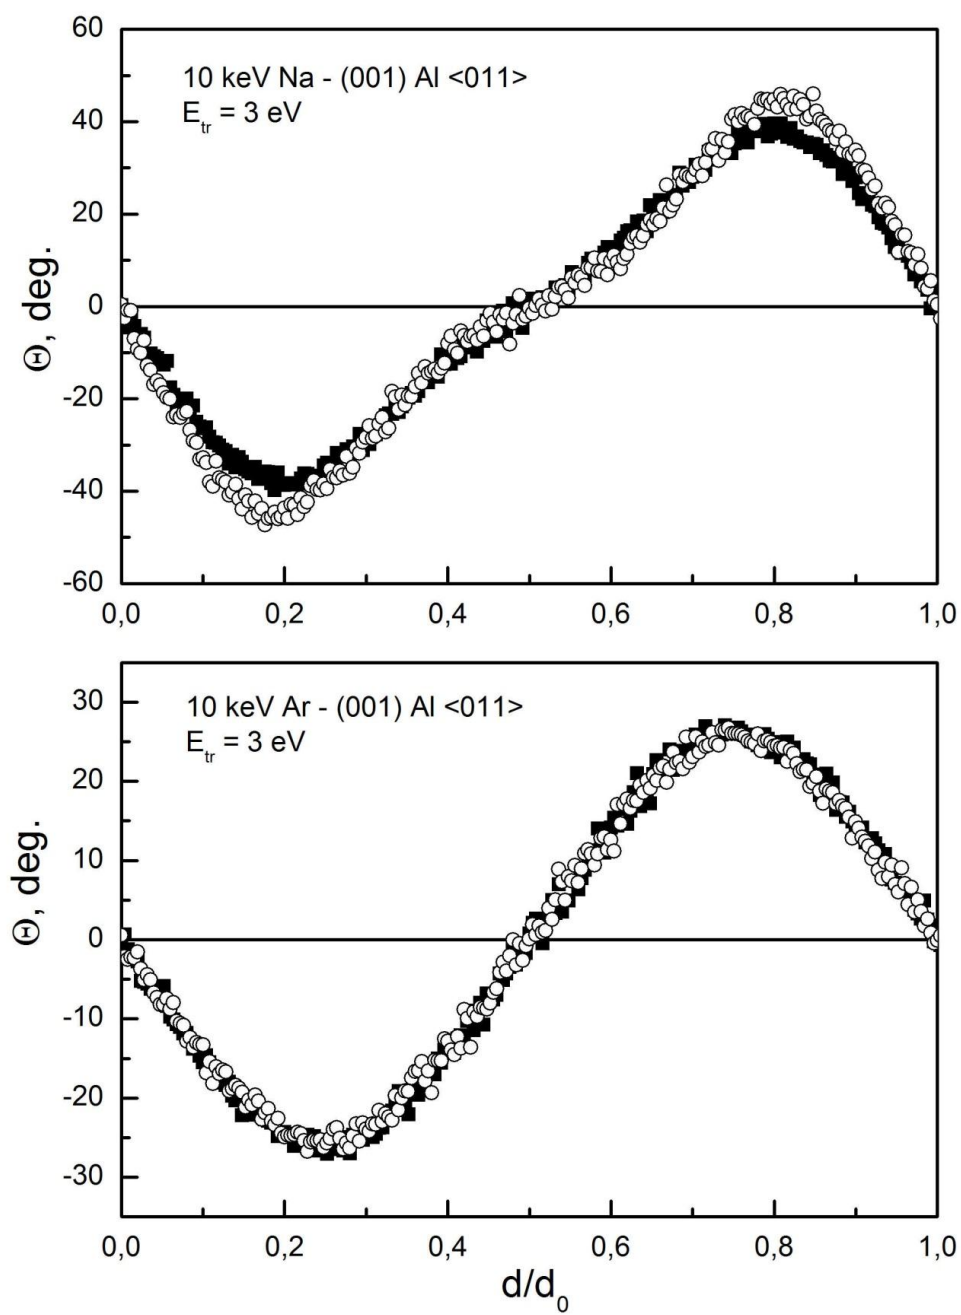 60
40
20
0
-20
-40
-60
Θ, deg.
10 keV Na - (001) Al <011>
E_tr = 3 eV
0,0 0,2 0,4 0,6 0,8 1,0
30
20
10
0
-10
-20
-30
Θ, deg.
10 keV Ar - (001) Al <011>
E_tr = 3 eV
0,0 0,2 0,4 0,6 0,8 1,0
d/d_0